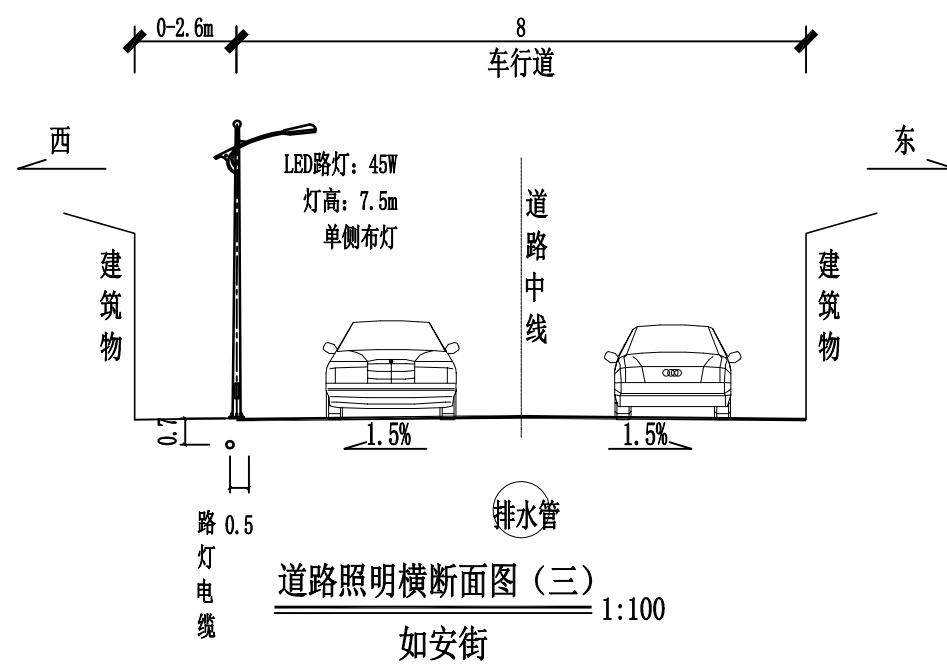 0-2.6m
8
车行道
西
东
LED路灯：45W
灯高：7.5m
单侧布灯
道路中线
建筑物
建筑物
0.7
1.5%
1.5%
路灯电缆
0.5
排水管
道路照明横断面图（三）
1:100
如安街